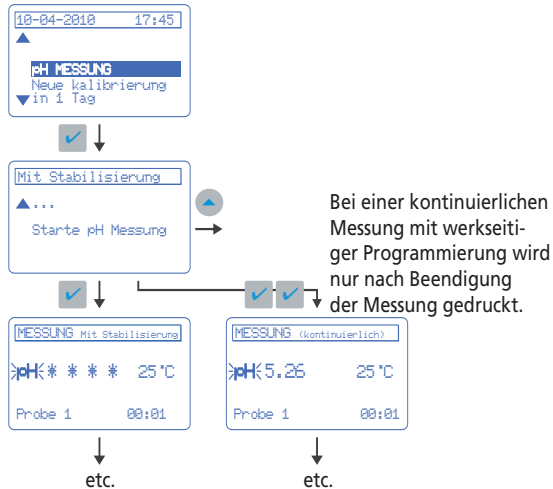 10-04-2010 17:45
pH MESSUNG
Neue kalibrierung
in 1 Tag
Mit Stabilisierung
...
Starte pH Messung
Bei einer kontinuierlichen
Messung mit werkseiti-
ger Programmierung wird
nur nach Beendigung
der Messung gedruckt.
MESSUNG Mit Stabilisierung
pH * * * * 25°C
Probe 1 00:01
etc.
MESSUNG (kontinuierlich)
pH 5.26 25°C
Probe 1 00:01
etc.